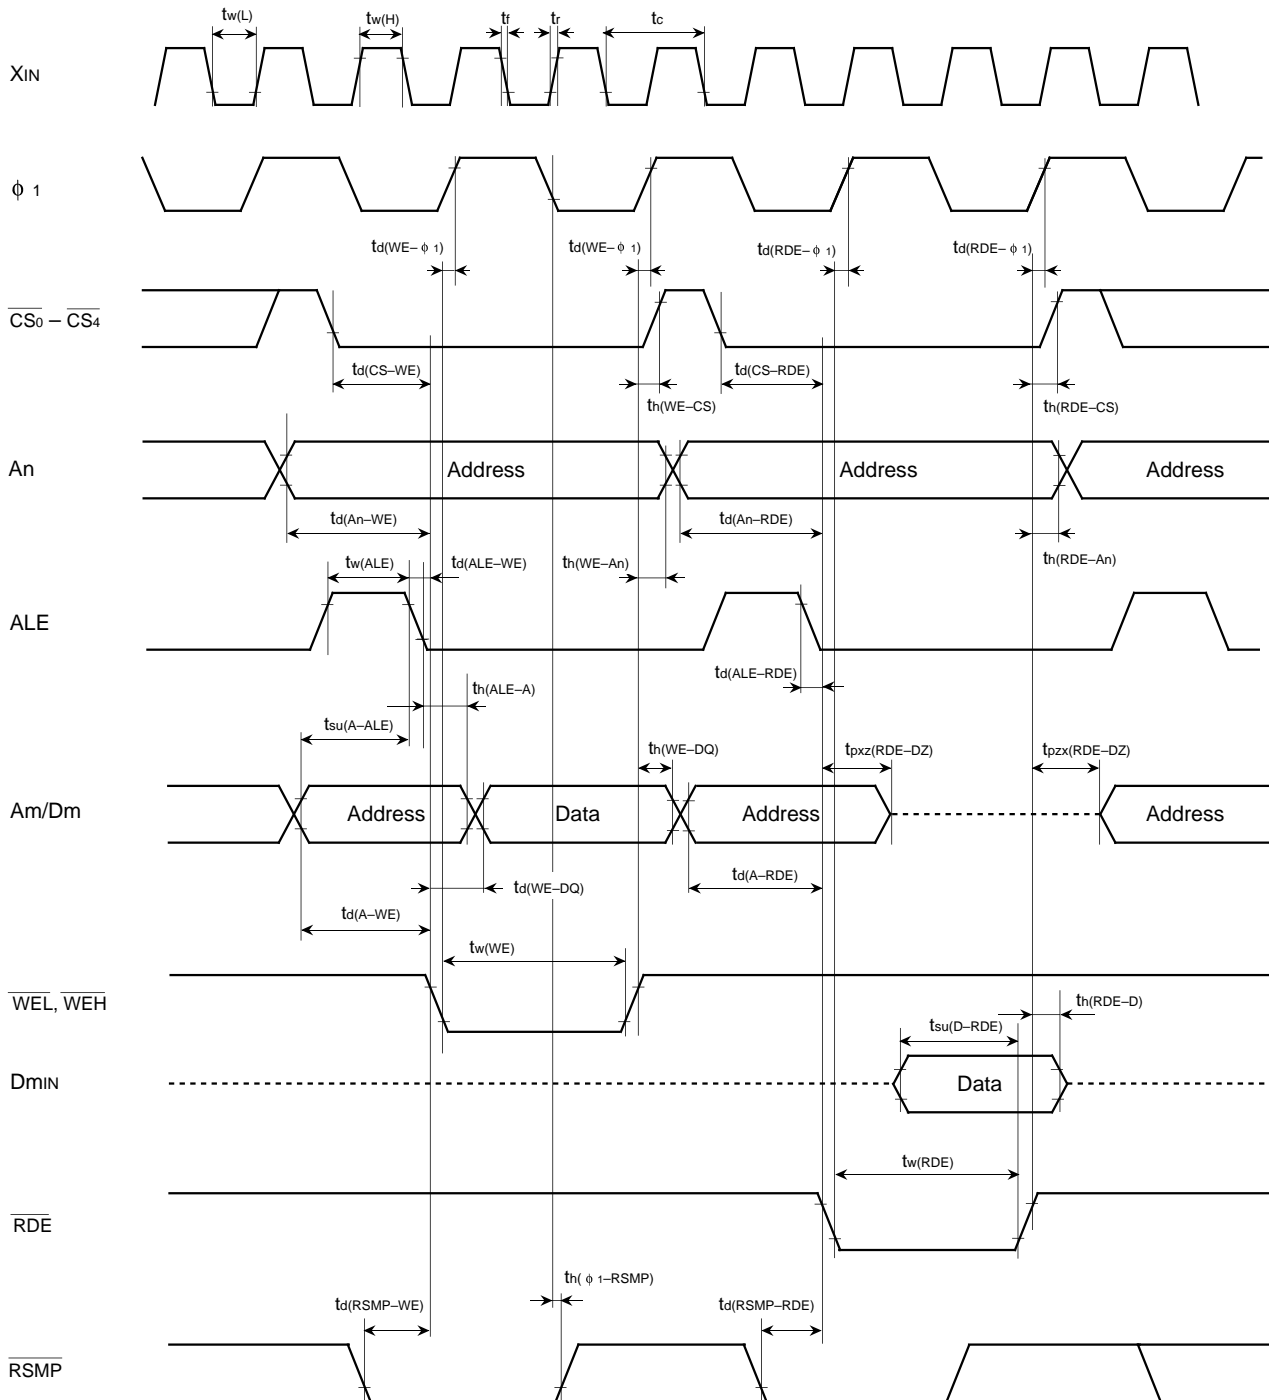 tw(L) tw(H) tf tr tc
XIN
ϕ 1
td(WE–ϕ 1) td(WE–ϕ 1) td(RDE–ϕ 1) td(RDE–ϕ 1)
CS0 – CS4
td(CS–WE) td(CS–RDE)
th(WE–CS) th(RDE–CS)
An Address Address Address
td(An–WE) td(An–RDE)
tw(ALE) td(ALE–WE) th(WE–An) th(RDE–An)
ALE
td(ALE–RDE)
th(ALE–A)
tsu(A–ALE) th(WE–DQ) tpxz(RDE–DZ) tpzx(RDE–DZ)
Am/Dm Address Data Address Address
td(WE–DQ) td(A–RDE)
td(A–WE)
tw(WE)
WEL, WEH
th(RDE–D)
tsu(D–RDE)
DmIN Data
tw(RDE)
RDE
th(ϕ 1–RSMP)
td(RSMP–WE) td(RSMP–RDE)
RSMP